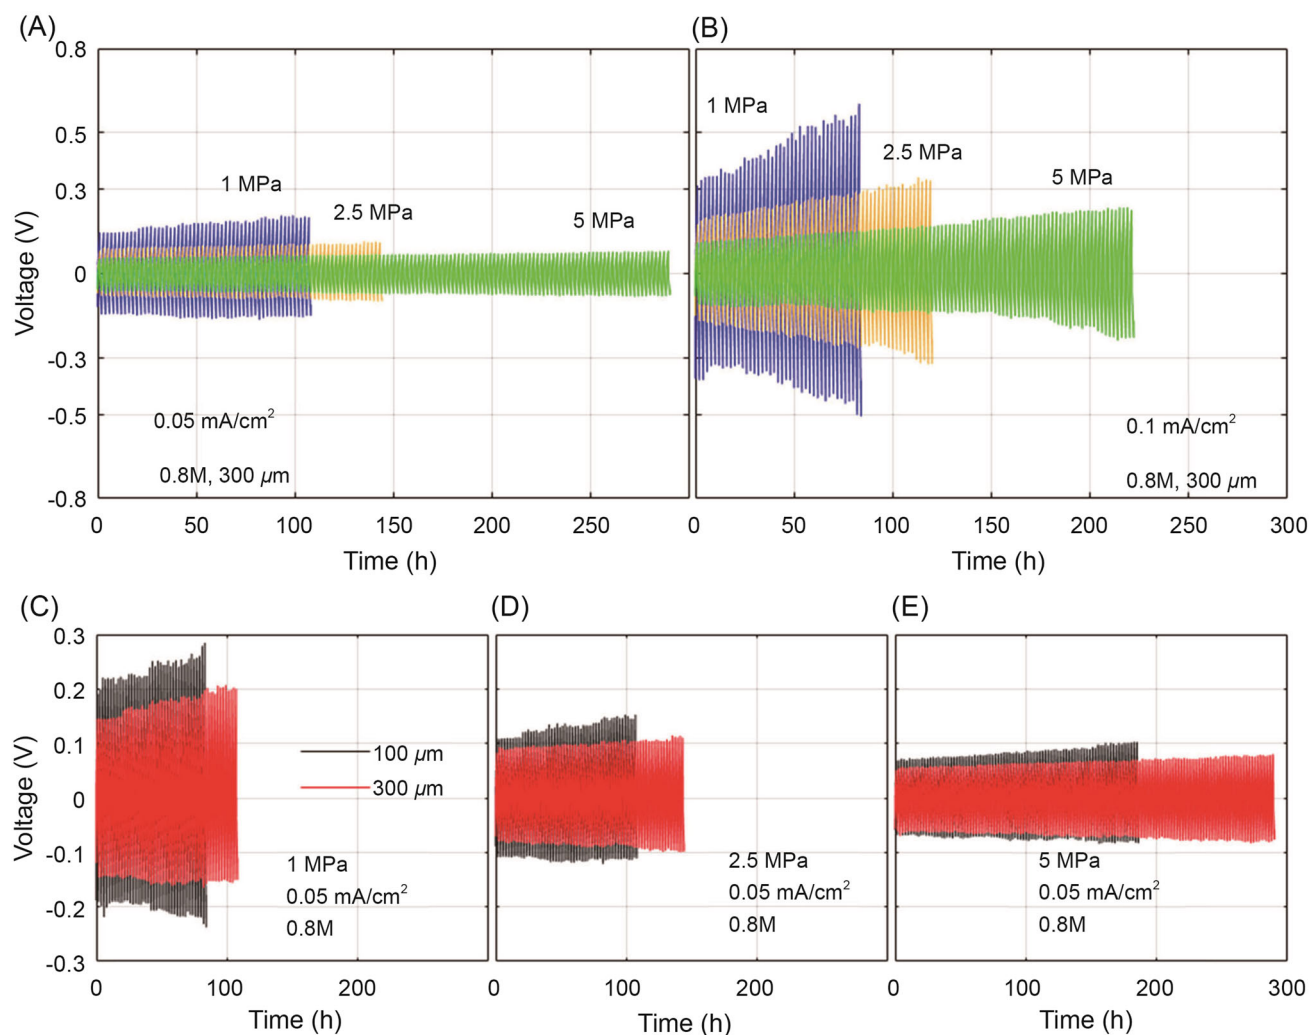 (A)
(B)
0.8
0.5
0.3
0
-0.3
-0.5
-0.8
Voltage (V)
1 MPa
2.5 MPa
5 MPa
0.05 mA/cm²
0.8M, 300 µm
0
50
100
150
200
250
Time (h)
1 MPa
2.5 MPa
5 MPa
0.1 mA/cm²
0.8M, 300 µm
0
50
100
150
200
250
300
Time (h)
(C)
(D)
(E)
0.3
0.2
0.1
0
-0.1
-0.2
-0.3
Voltage (V)
100 µm
300 µm
1 MPa
0.05 mA/cm²
0.8M
0
100
200
Time (h)
2.5 MPa
0.05 mA/cm²
0.8M
0
100
200
Time (h)
5 MPa
0.05 mA/cm²
0.8M
0
100
200
300
Time (h)